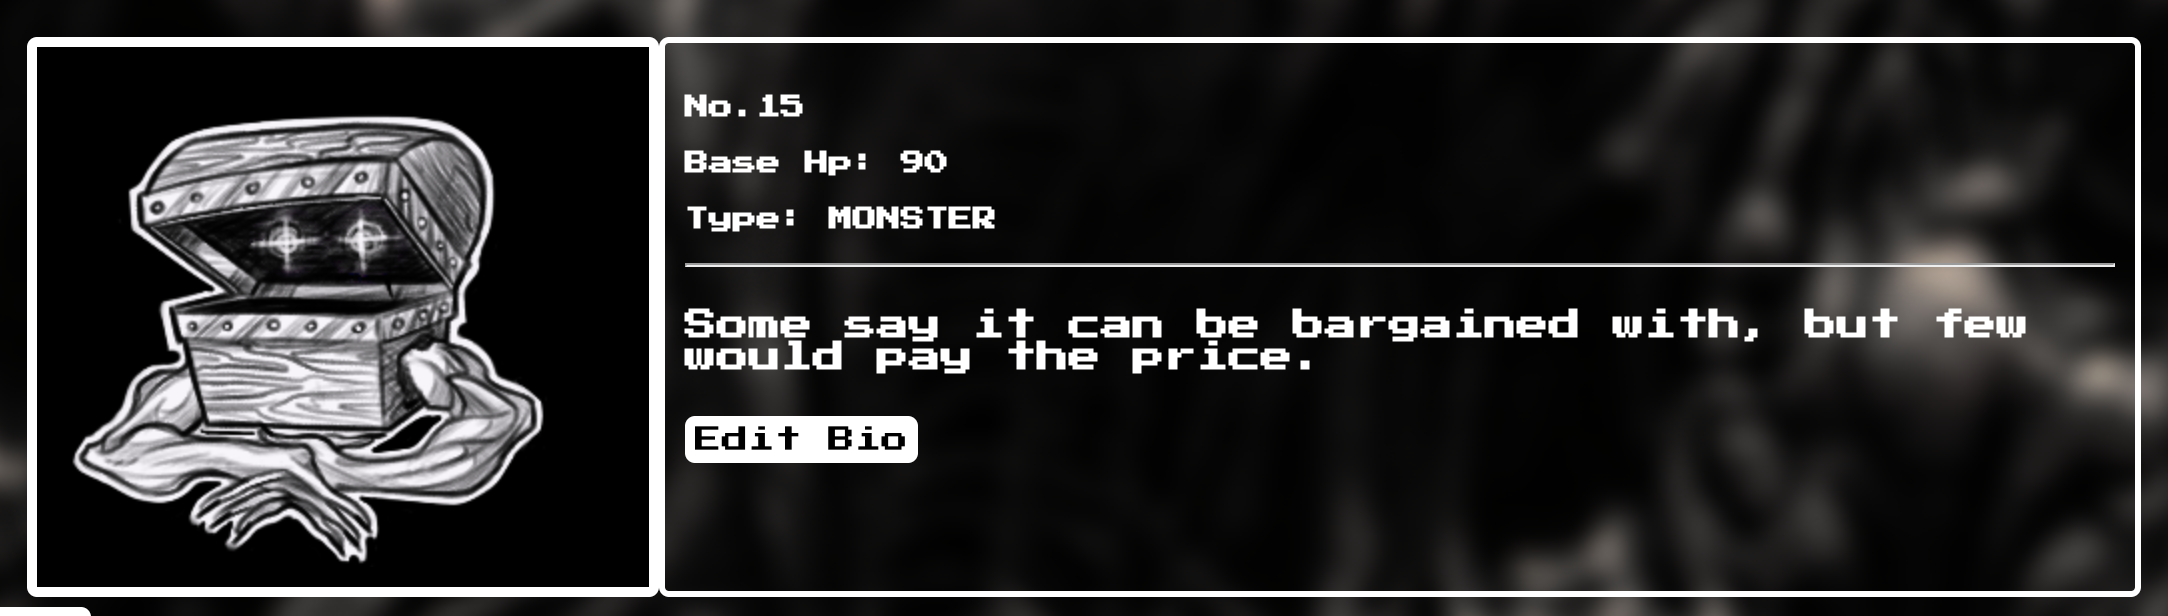 No.15
Base Hp: 90
Type: MONSTER
Some say it can be bargained with, but few
would pay the price.
Edit Bio